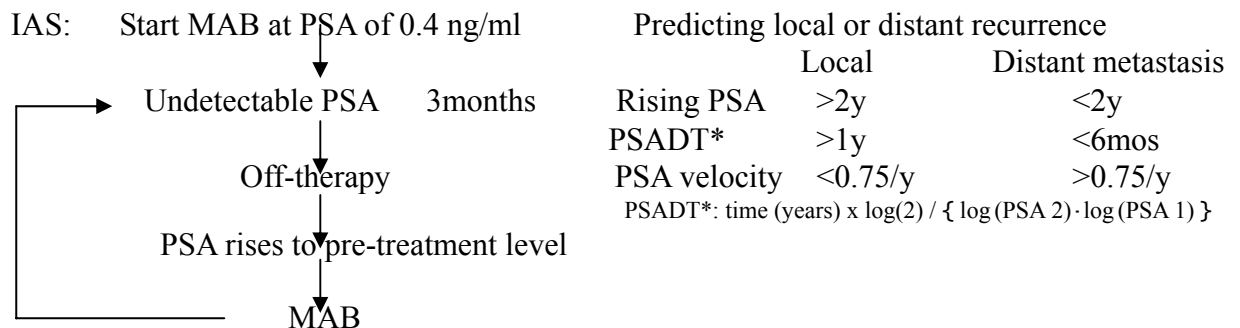 IAS: Start MAB at PSA of 0.4 ng/ml
Undetectable PSA 3months
Off-therapy
PSA rises to pre-treatment level
MAB
Predicting local or distant recurrence
Local Distant metastasis
Rising PSA >2y <2y
PSADT* >1y <6mos
PSA velocity <0.75/y >0.75/y
PSADT*: time (years) x log(2) / { log (PSA 2) · log (PSA 1) }